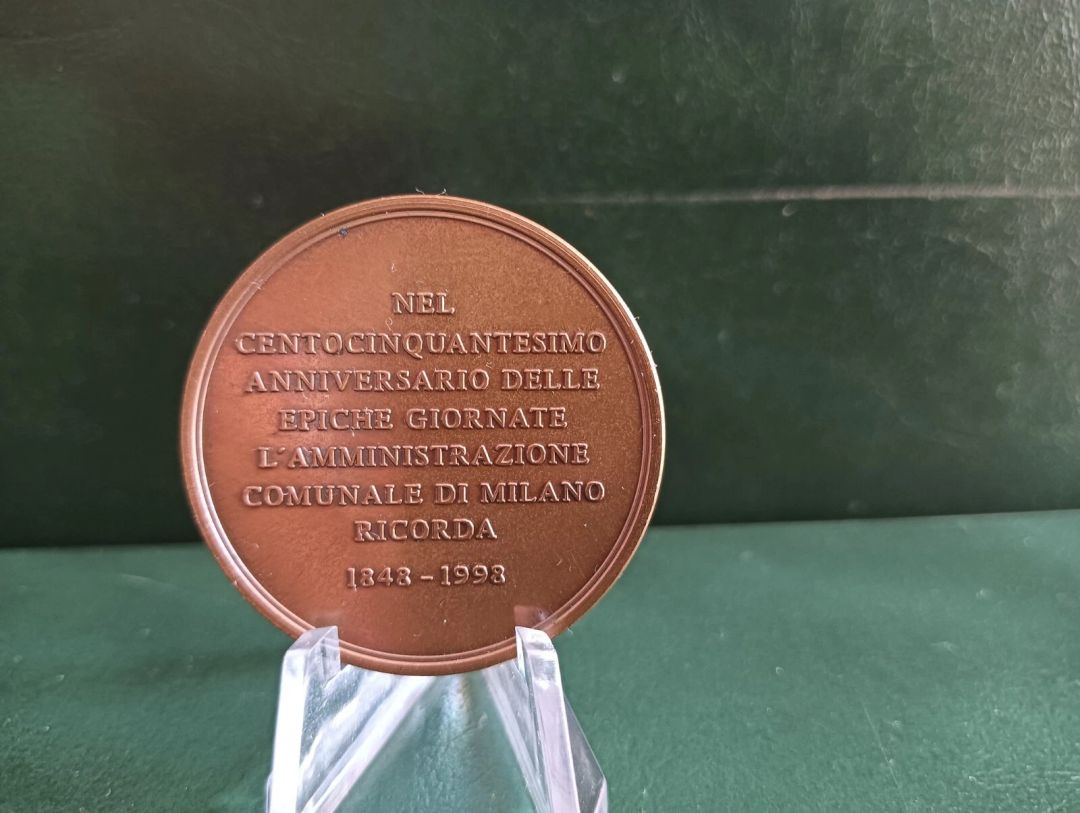 NEL
CENTOCINQUANTESIMO
ANNIVERSARIO DELLE
EPICHE GIORNATE
L'AMMINISTRAZIONE
COMUNALE DI MILANO
RICORDA
1848-1998